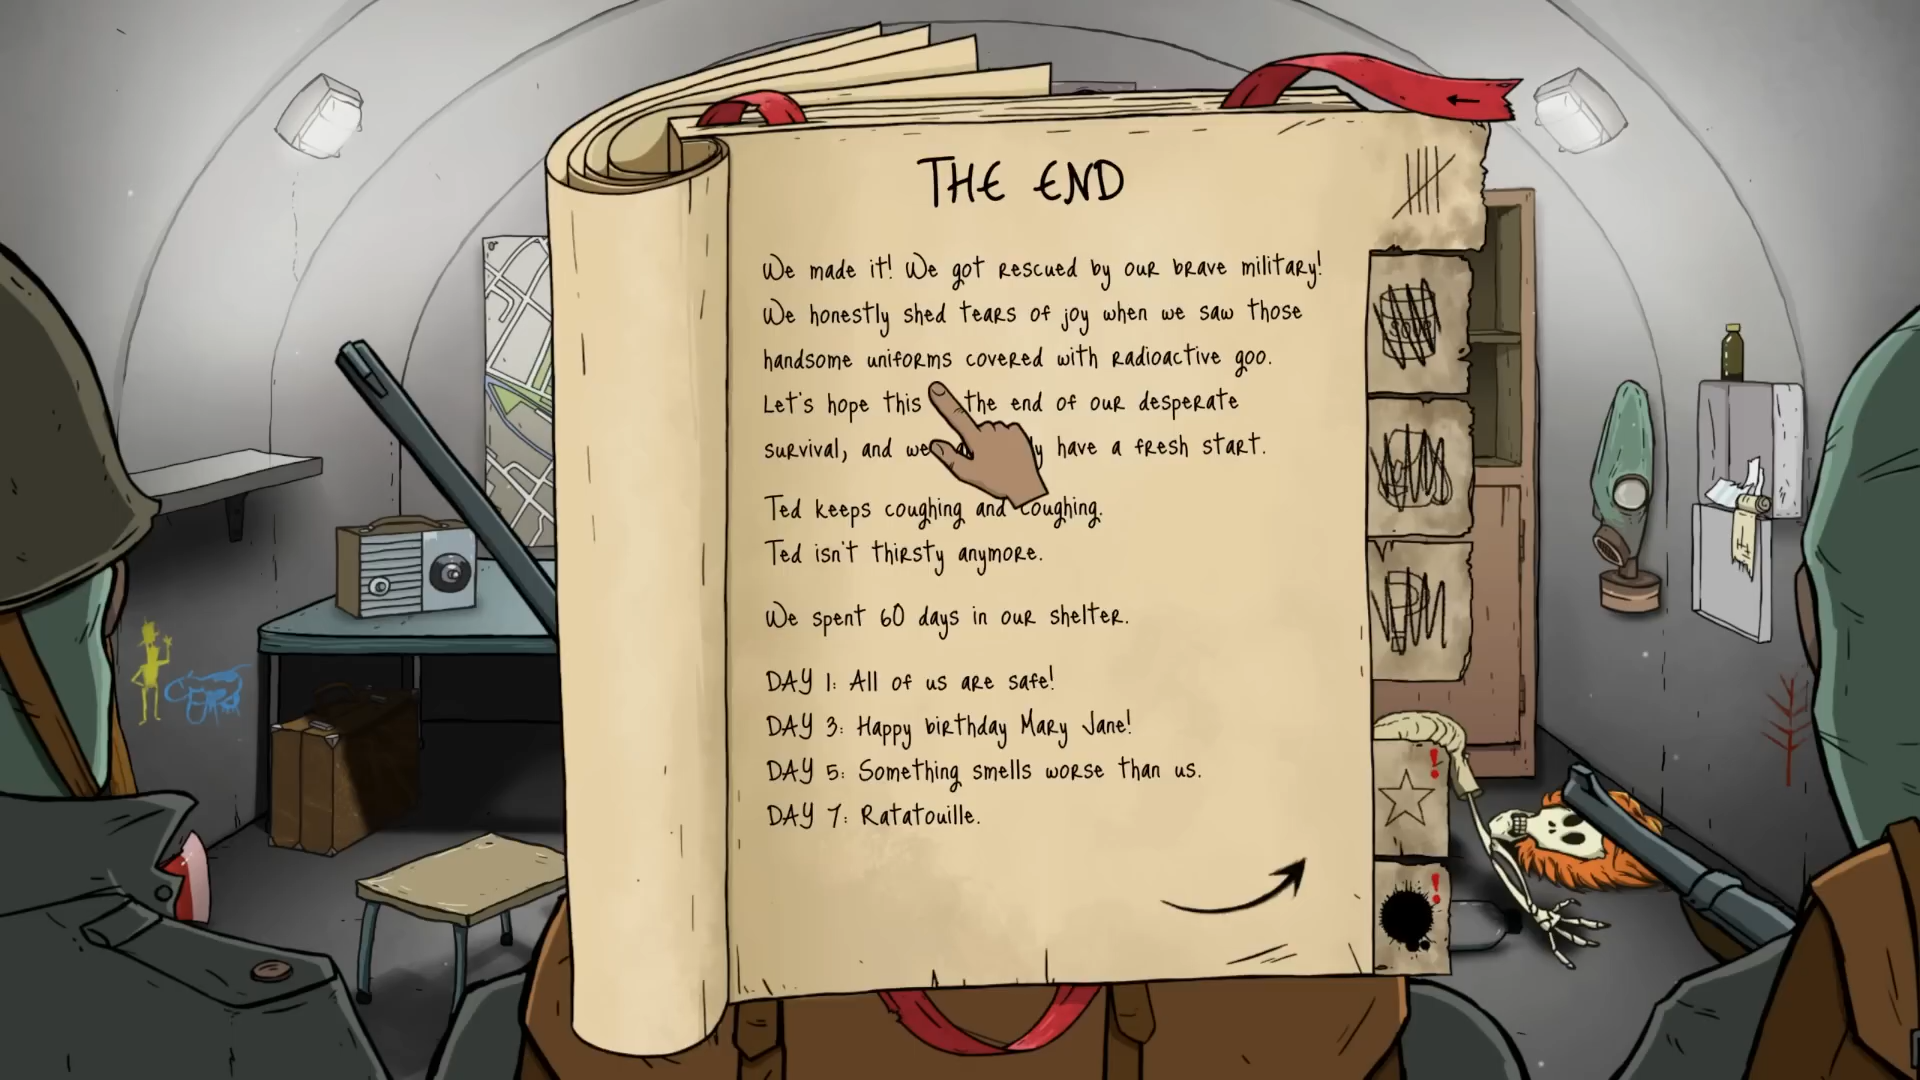 THE END
We made it! We got rescued by our brave military!
We honestly shed tears of joy when we saw those
handsome uniforms covered with radioactive goo.
Let's hope this the end of our desperate
survival, and we have a fresh start.
Ted keeps coughing and coughing.
Ted isn't thirsty anymore.
We spent 60 days in our shelter.
DAY 1: All of us are safe!
DAY 3: Happy birthday Mary Jane!
DAY 5: Something smells worse than us.
DAY 7: Ratatouille.